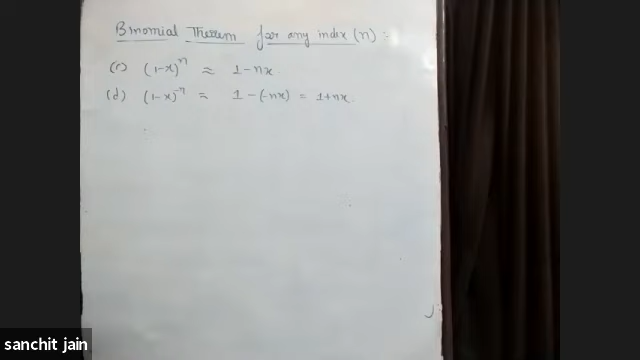 Binomial Theorem for any index (n) :
(c) (1-x)^n ≈ 1-nx.
(d) (1-x)^-n ≈ 1-(-nx) = 1+nx.
sanchit jain